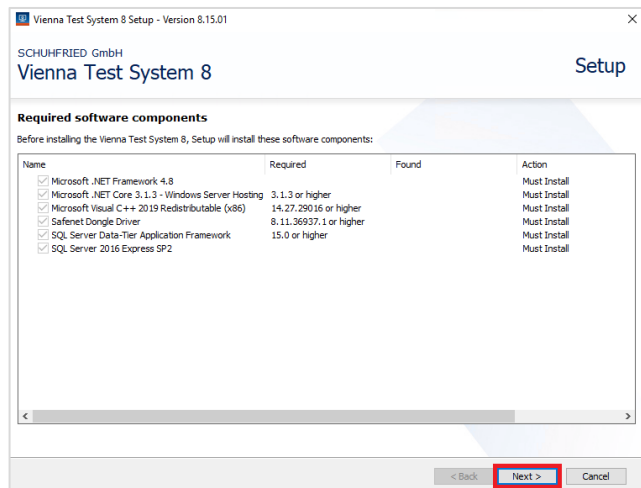 Vienna Test System 8 Setup - Version 8.15.01
SCHUHFRIED GmbH
Vienna Test System 8
Setup
Required software components
Before installing the Vienna Test System 8, Setup will install these software components:
Name Required Found Action
Microsoft .NET Framework 4.8 Must Install
Microsoft .NET Core 3.1.3 - Windows Server Hosting 3.1.3 or higher Must Install
Microsoft Visual C++ 2019 Redistributable (x86) 14.27.29016 or higher Must Install
Safenet Dongle Driver 8.11.36937.1 or higher Must Install
SQL Server Data-Tier Application Framework 15.0 or higher Must Install
SQL Server 2016 Express SP2 Must Install
< Back Next > Cancel